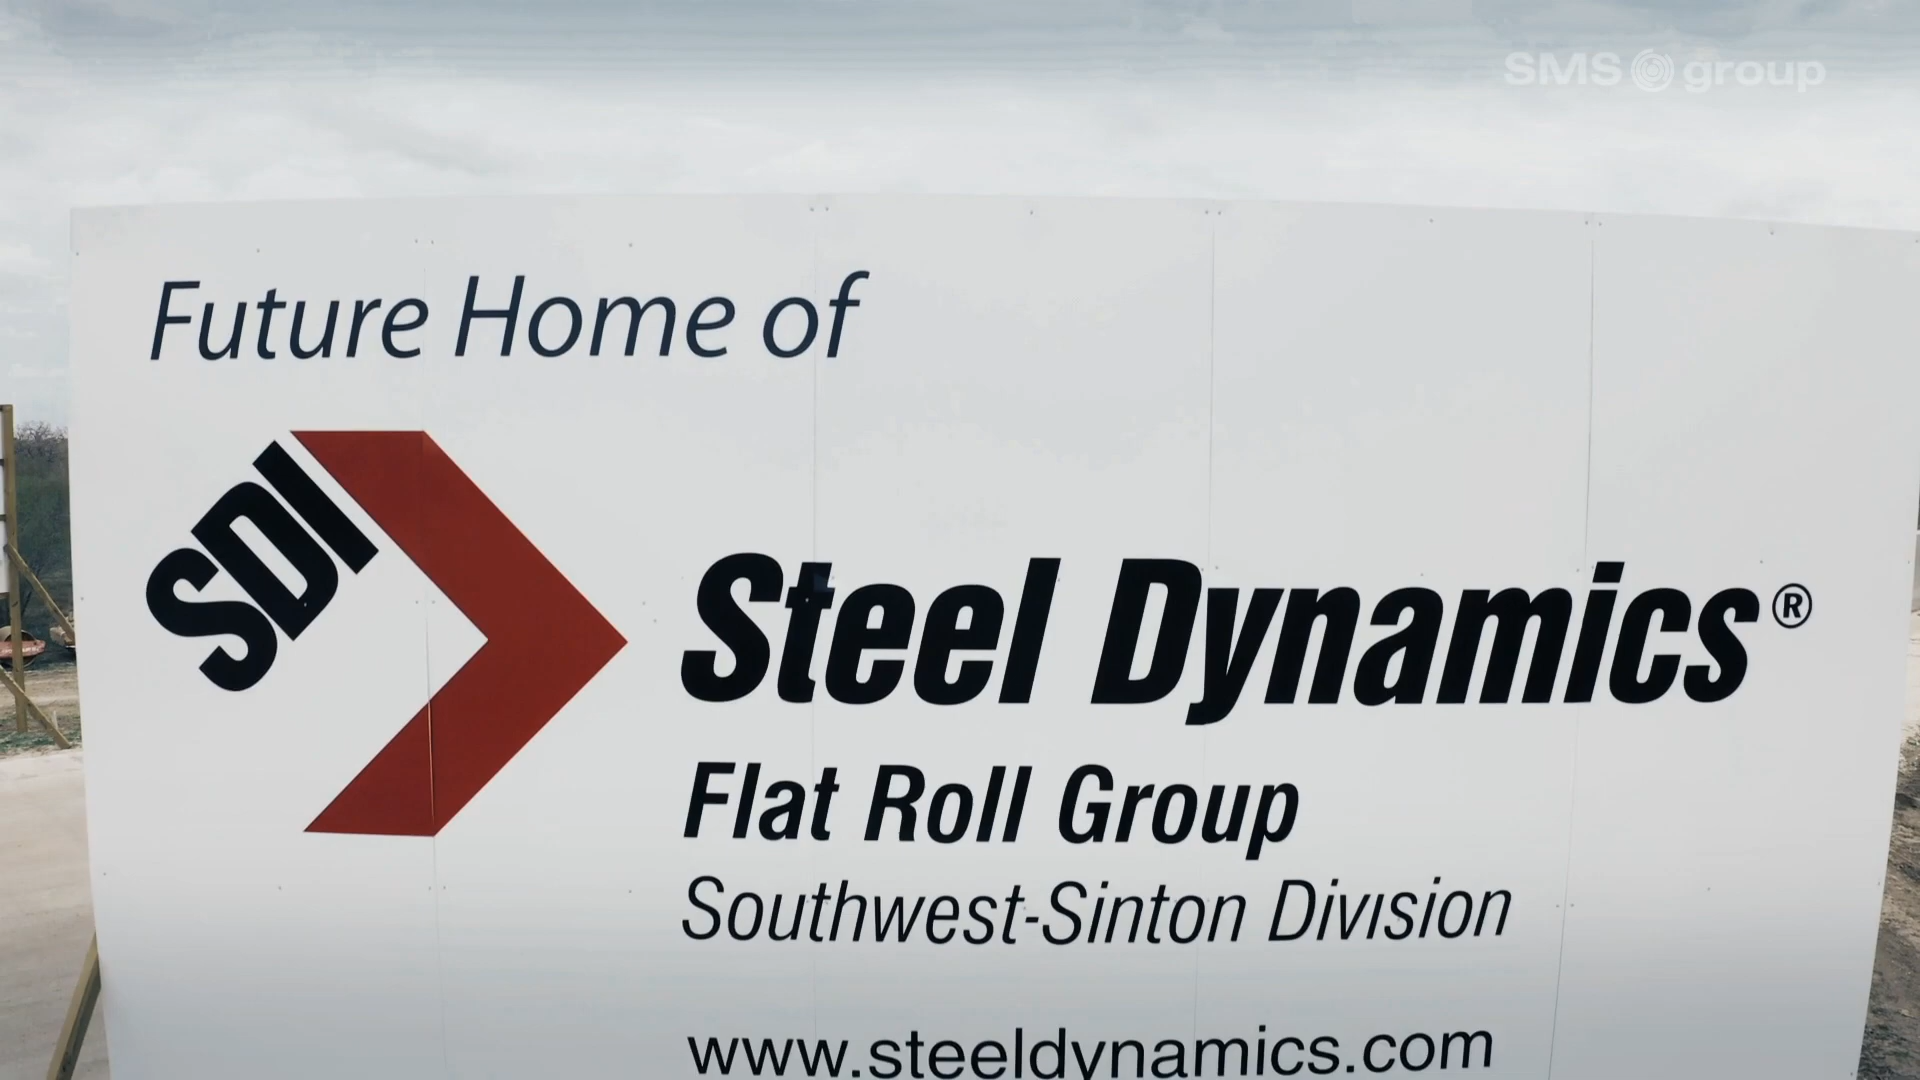 SMS group
Future Home of
SDI
Steel Dynamics®
Flat Roll Group
Southwest-Sinton Division
www.steeldynamics.com